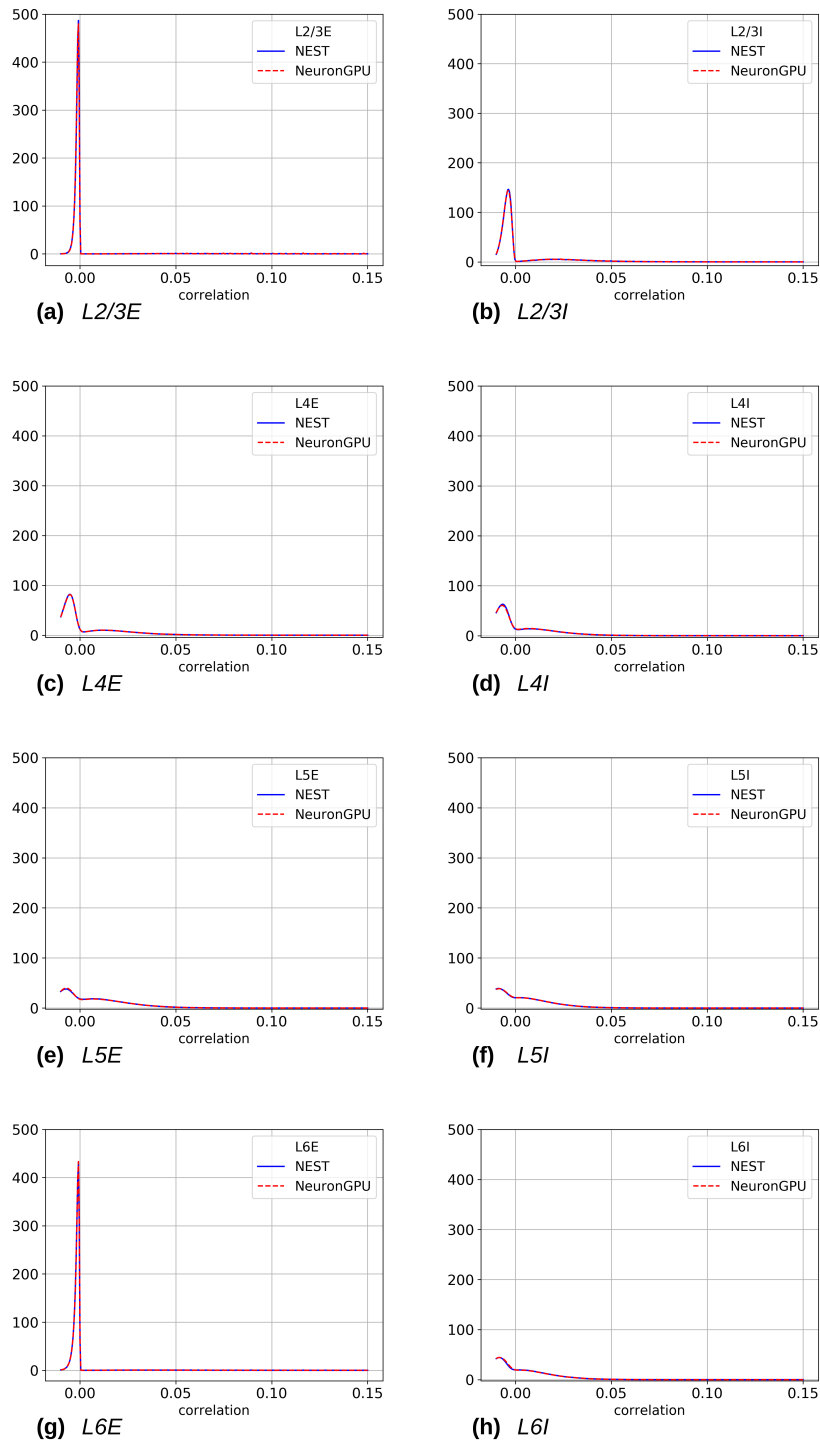 500
400
300
200
100
0
0.00 0.05 0.10 0.15
correlation
L2/3E
NEST
NeuronGPU
(a) L2/3E
500
400
300
200
100
0
0.00 0.05 0.10 0.15
correlation
L2/3I
NEST
NeuronGPU
(b) L2/3I
500
400
300
200
100
0
0.00 0.05 0.10 0.15
correlation
L4E
NEST
NeuronGPU
(c) L4E
500
400
300
200
100
0
0.00 0.05 0.10 0.15
correlation
L4I
NEST
NeuronGPU
(d) L4I
500
400
300
200
100
0
0.00 0.05 0.10 0.15
correlation
L5E
NEST
NeuronGPU
(e) L5E
500
400
300
200
100
0
0.00 0.05 0.10 0.15
correlation
L5I
NEST
NeuronGPU
(f) L5I
500
400
300
200
100
0
0.00 0.05 0.10 0.15
correlation
L6E
NEST
NeuronGPU
(g) L6E
500
400
300
200
100
0
0.00 0.05 0.10 0.15
correlation
L6I
NEST
NeuronGPU
(h) L6I